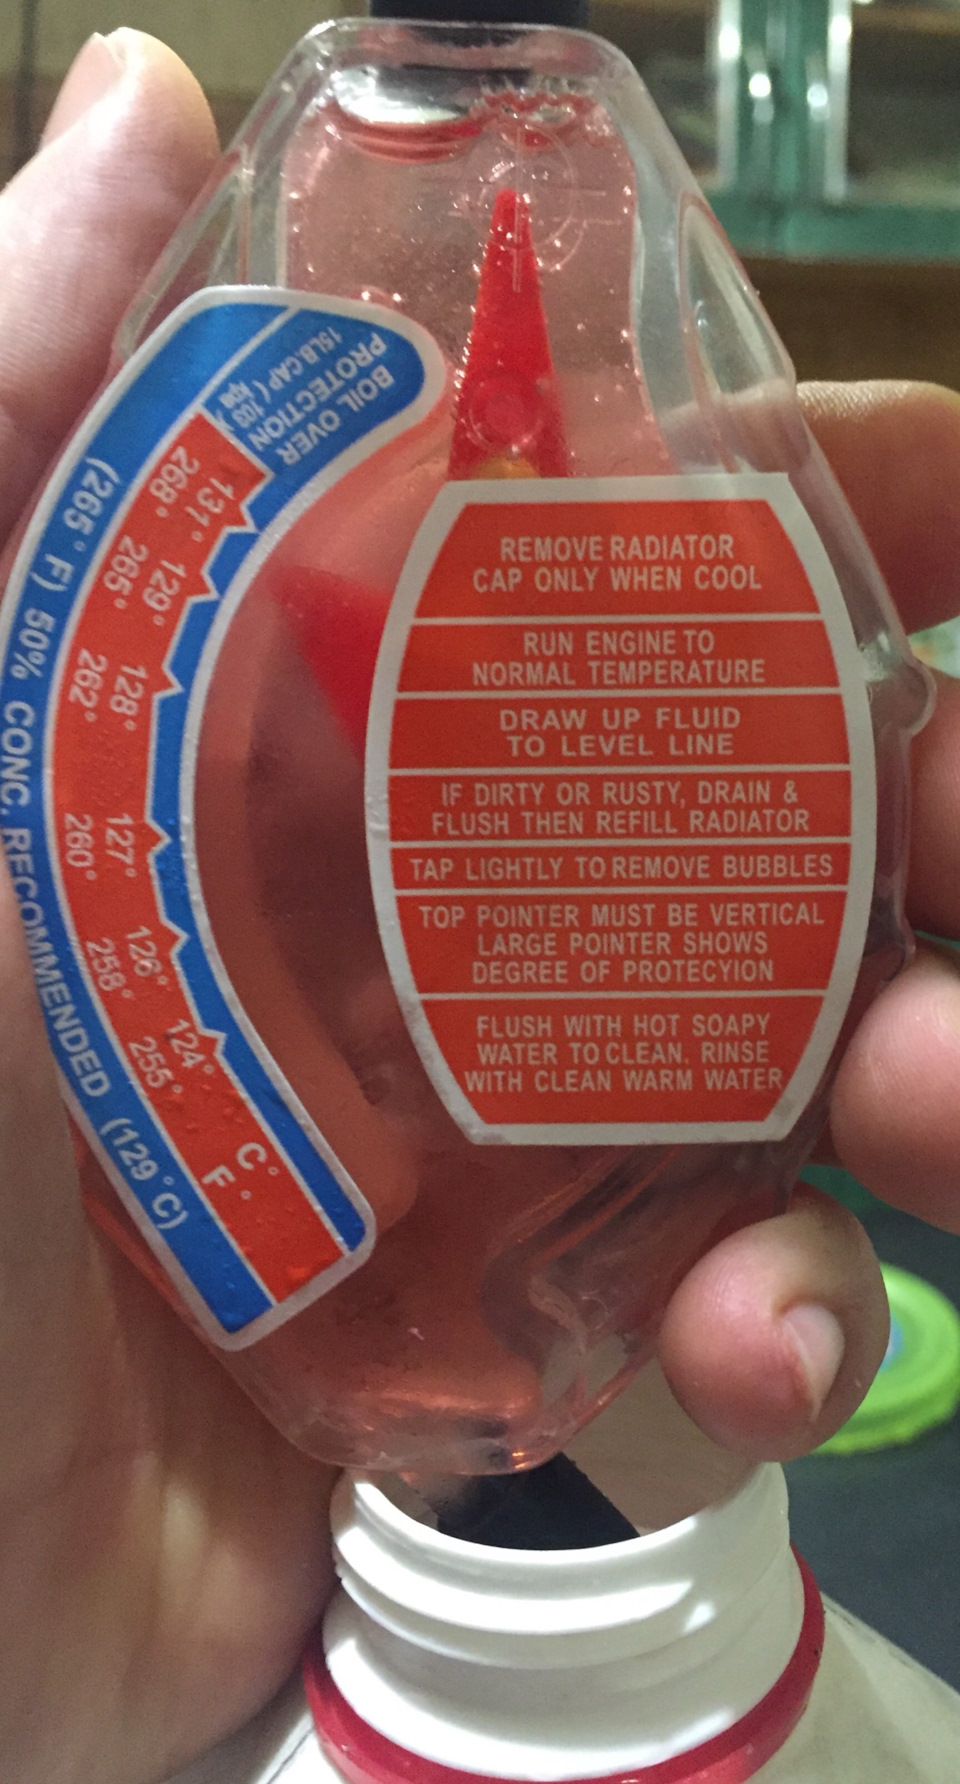 BOIL OVER
PROTECTION
15LB.CAP ( 103 kpa )
268° 131°
265° 129°
262° 128°
260° 127°
258° 126°
255° 124°
C°
F°
(265°F) 50% CONC. RECOMMENDED (129°C)
REMOVE RADIATOR
CAP ONLY WHEN COOL
RUN ENGINE TO
NORMAL TEMPERATURE
DRAW UP FLUID
TO LEVEL LINE
IF DIRTY OR RUSTY, DRAIN &
FLUSH THEN REFILL RADIATOR
TAP LIGHTLY TO REMOVE BUBBLES
TOP POINTER MUST BE VERTICAL
LARGE POINTER SHOWS
DEGREE OF PROTECYION
FLUSH WITH HOT SOAPY
WATER TO CLEAN. RINSE
WITH CLEAN WARM WATER